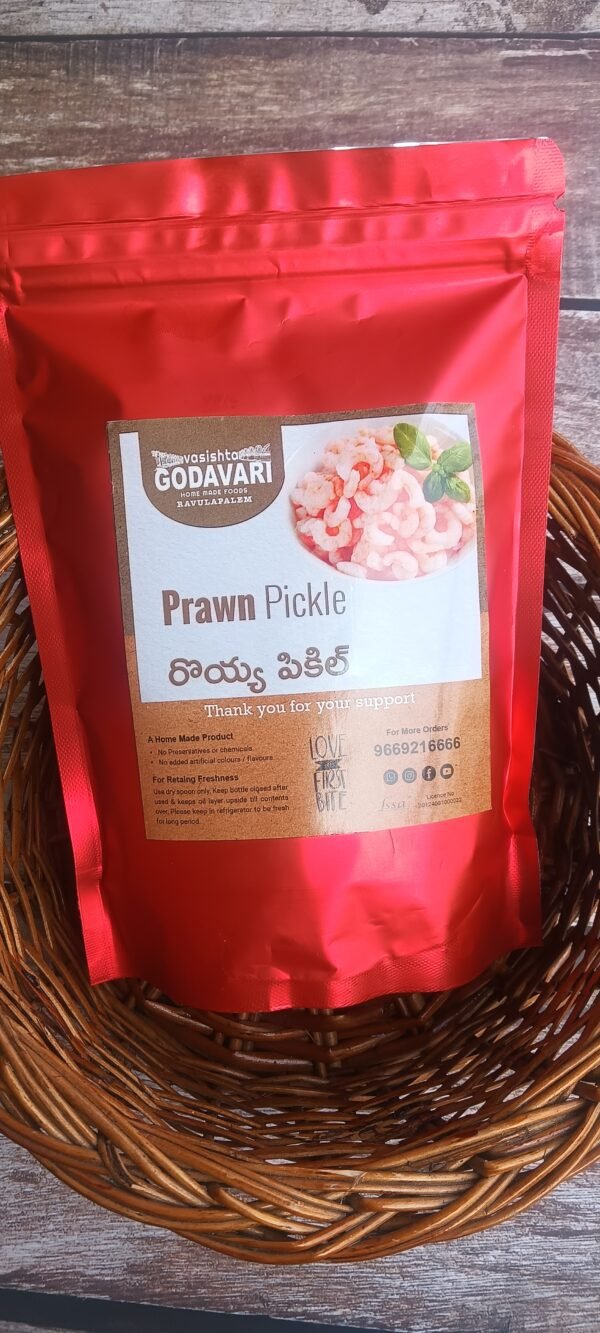 vasishta
GODAVARI
HOME MADE FOODS
RAVULAPALEM
Prawn Pickle
రొయ్య పికిల్
Thank you for your support
A Home Made Product
• No Preservatives or chemicals
• No added artificial colours / flavours
For Retaing Freshness
Use dry spoon only, Keep bottle closed after
used & keeps oil layer upside till contents
over, Please keep in refrigerator to be fresh
for long period.
LOVE
FIRST
BITE
For More Orders
9669216666
fssai
Licence No